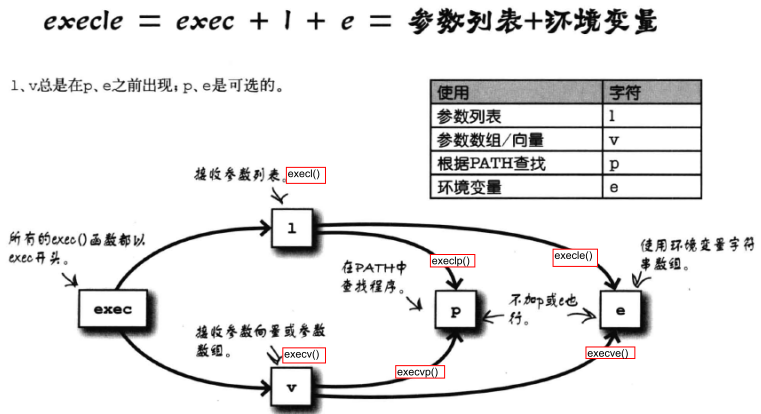 execle = exec + l + e = 参数列表+环境变量
l、v总是在p、e之前出现；p、e是可选的。
使用 字符
参数列表 l
参数数组/向量 v
根据PATH查找 p
环境变量 e
接收参数列表。
execl()
l
所有的exec()函数都以
exec开头。
execlp()
execle()
使用环境变量字符
串数组。
在PATH中
查找程序。
exec
p
不加p或e也
行。
e
接收参数向量或参数
数组。
execv()
execvp()
execve()
v